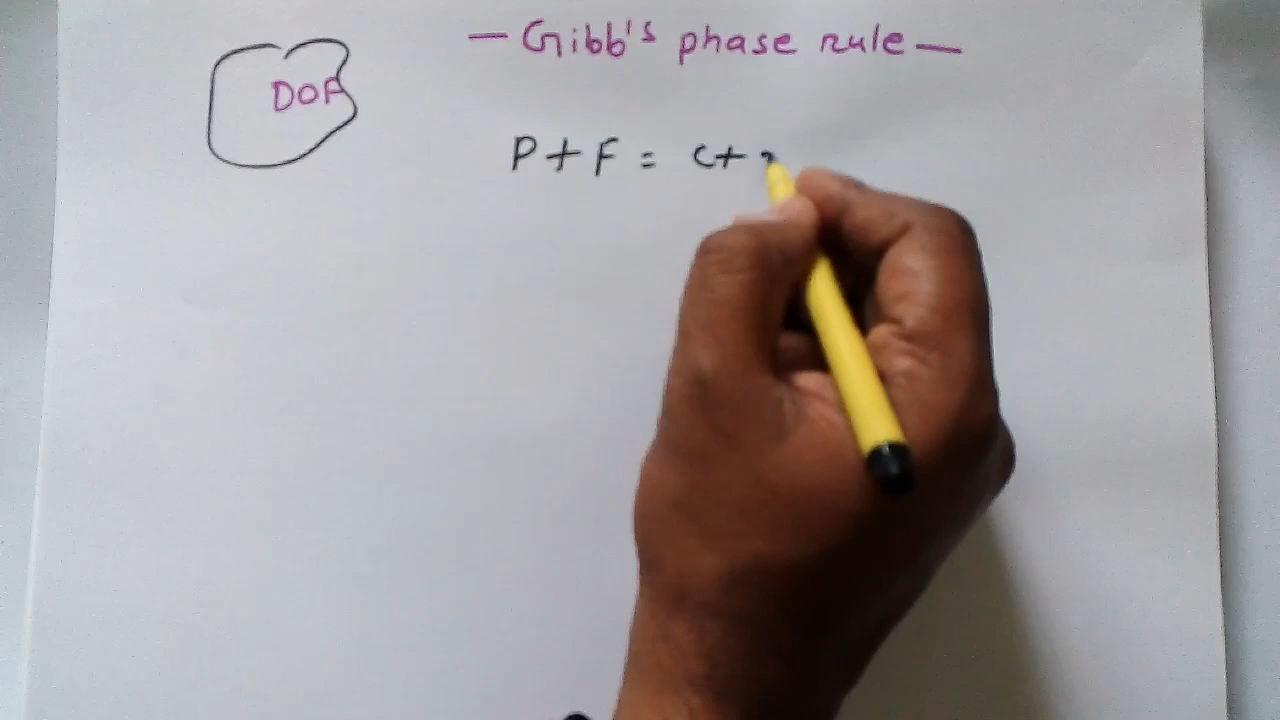 — Gibb's phase rule —
DOF
P + F = C +